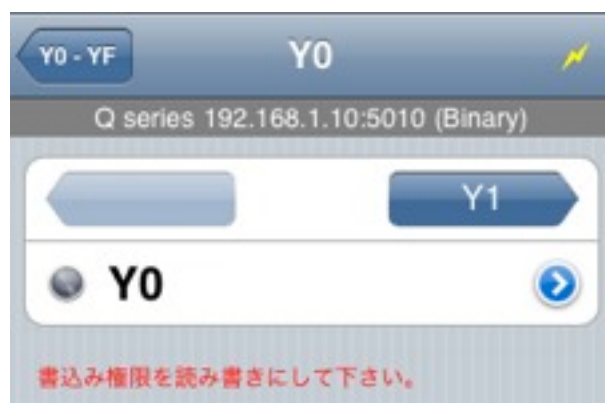 Y0 - YF
Y0
Q series 192.168.1.10:5010 (Binary)
Y1
Y0
書込み権限を読み書きにして下さい。